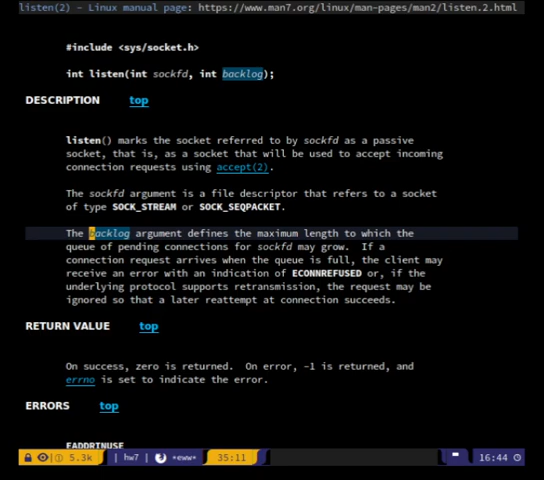 listen(2) – Linux manual page: https://www.man7.org/linux/man-pages/man2/listen.2.html
#include <sys/socket.h>
int listen(int sockfd, int backlog);
DESCRIPTION top
listen() marks the socket referred to by sockfd as a passive
socket, that is, as a socket that will be used to accept incoming
connection requests using accept(2).
The sockfd argument is a file descriptor that refers to a socket
of type SOCK_STREAM or SOCK_SEQPACKET.
The backlog argument defines the maximum length to which the
queue of pending connections for sockfd may grow. If a
connection request arrives when the queue is full, the client may
receive an error with an indication of ECONNREFUSED or, if the
underlying protocol supports retransmission, the request may be
ignored so that a later reattempt at connection succeeds.
RETURN VALUE top
On success, zero is returned. On error, -1 is returned, and
errno is set to indicate the error.
ERRORS top
EADDRINUSE
5.3k | hw7 | *eww* 35:11 16:44